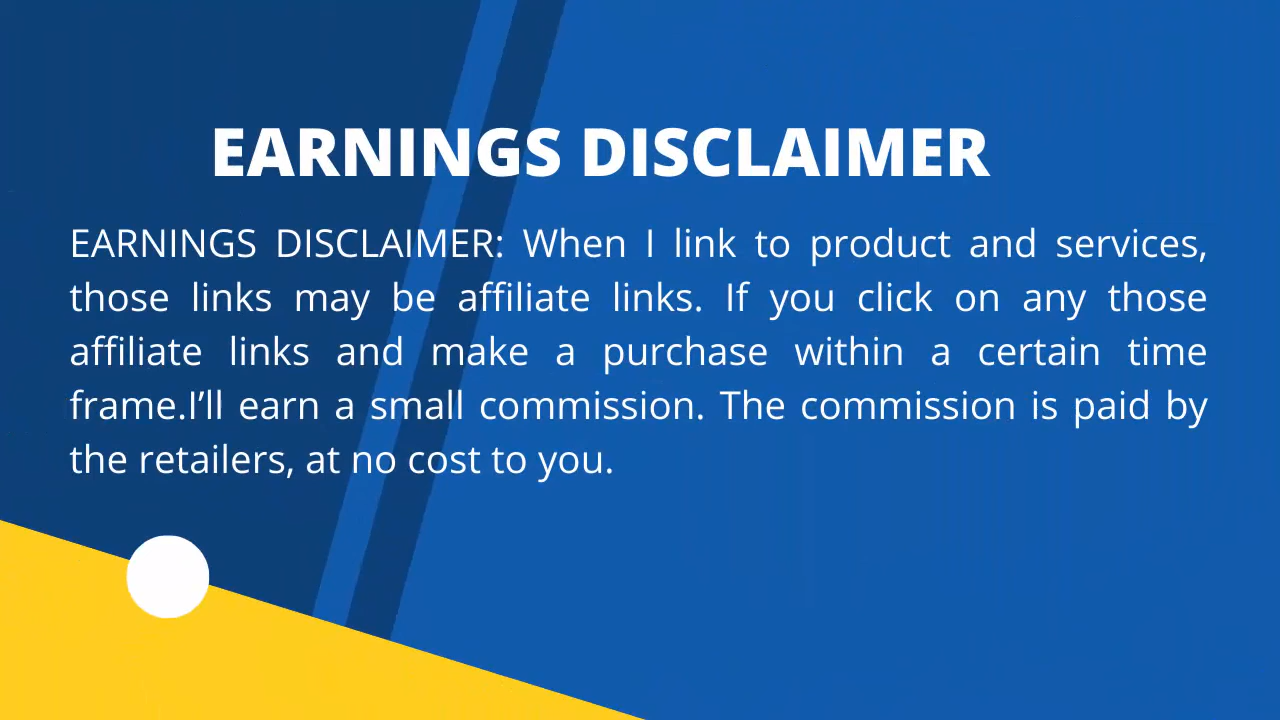 EARNINGS DISCLAIMER
EARNINGS DISCLAIMER: When I link to product and services,
those links may be affiliate links. If you click on any those
affiliate links and make a purchase within a certain time
frame.I’ll earn a small commission. The commission is paid by
the retailers, at no cost to you.